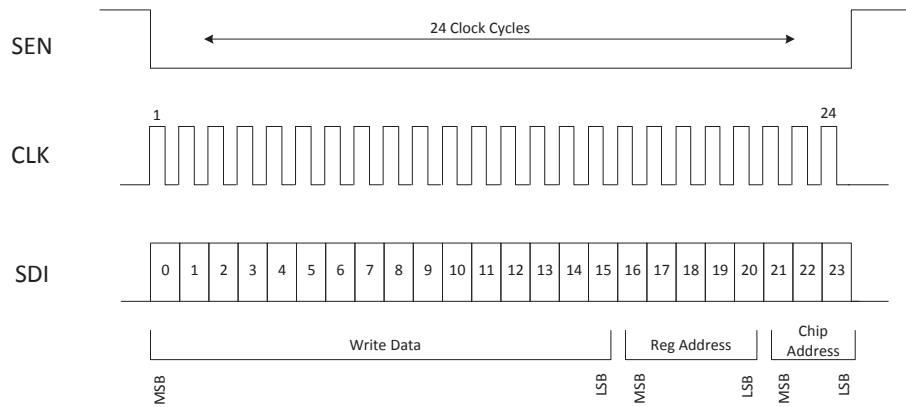 SEN
24 Clock Cycles
1
24
CLK
SDI
0 1 2 3 4 5 6 7 8 9 10 11 12 13 14 15 16 17 18 19 20 21 22 23
Write Data
Reg Address
Chip
Address
MSB
LSB
MSB
LSB
MSB
LSB